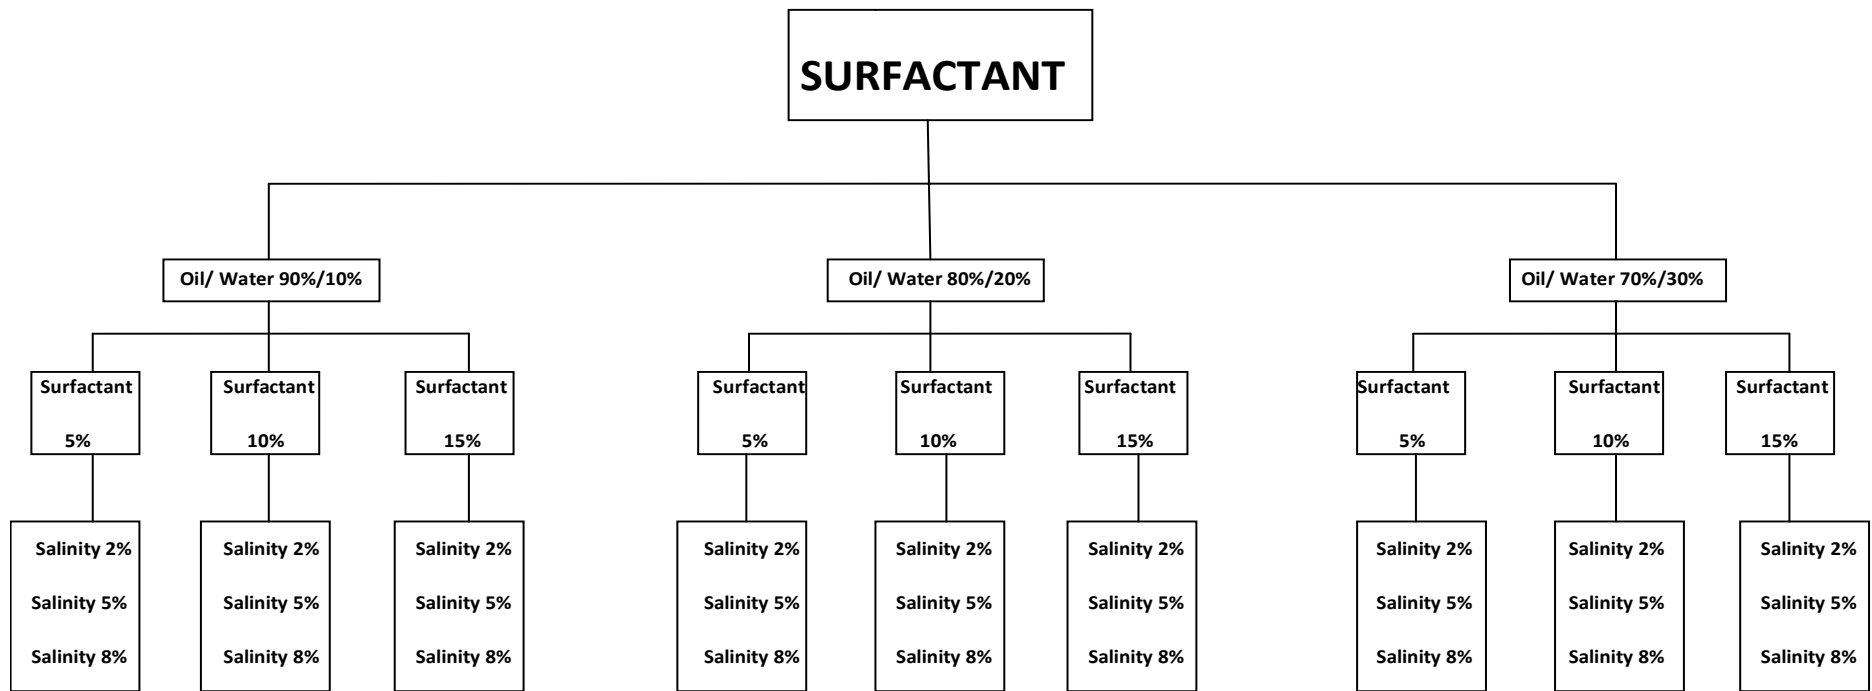 SURFACTANT
Oil/ Water 90%/10%
Oil/ Water 80%/20%
Oil/ Water 70%/30%
Surfactant
5%
Surfactant
10%
Surfactant
15%
Surfactant
5%
Surfactant
10%
Surfactant
15%
Surfactant
5%
Surfactant
10%
Surfactant
15%
Salinity 2%
Salinity 5%
Salinity 8%
Salinity 2%
Salinity 5%
Salinity 8%
Salinity 2%
Salinity 5%
Salinity 8%
Salinity 2%
Salinity 5%
Salinity 8%
Salinity 2%
Salinity 5%
Salinity 8%
Salinity 2%
Salinity 5%
Salinity 8%
Salinity 2%
Salinity 5%
Salinity 8%
Salinity 2%
Salinity 5%
Salinity 8%
Salinity 2%
Salinity 5%
Salinity 8%